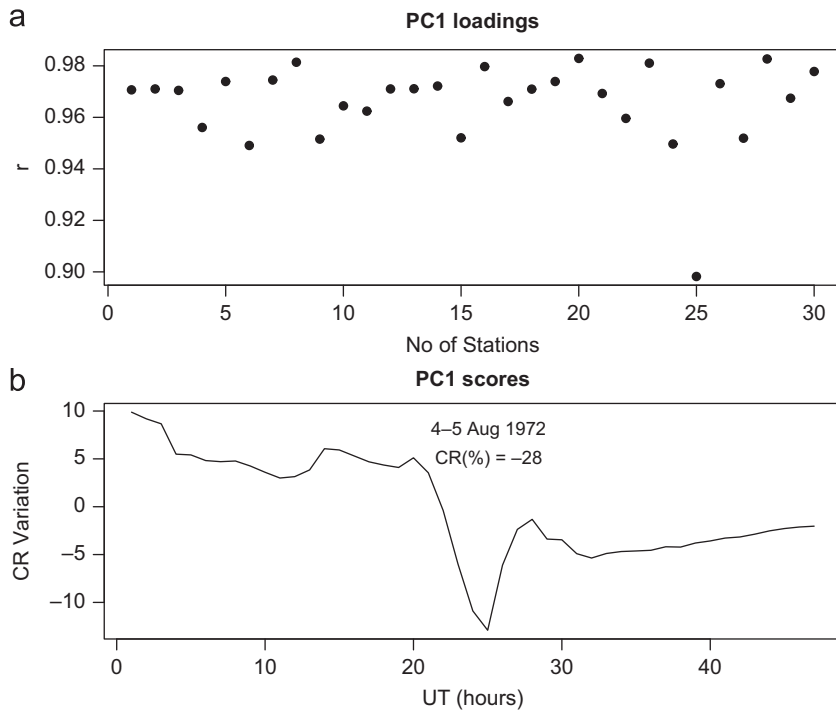 a
PC1 loadings
0.98
0.96
0.94
0.92
0.90
r
0
5
10
15
20
25
30
No of Stations
b
PC1 scores
10
5
0
−5
−10
CR Variation
4–5 Aug 1972
CR(%) = –28
0
10
20
30
40
UT (hours)